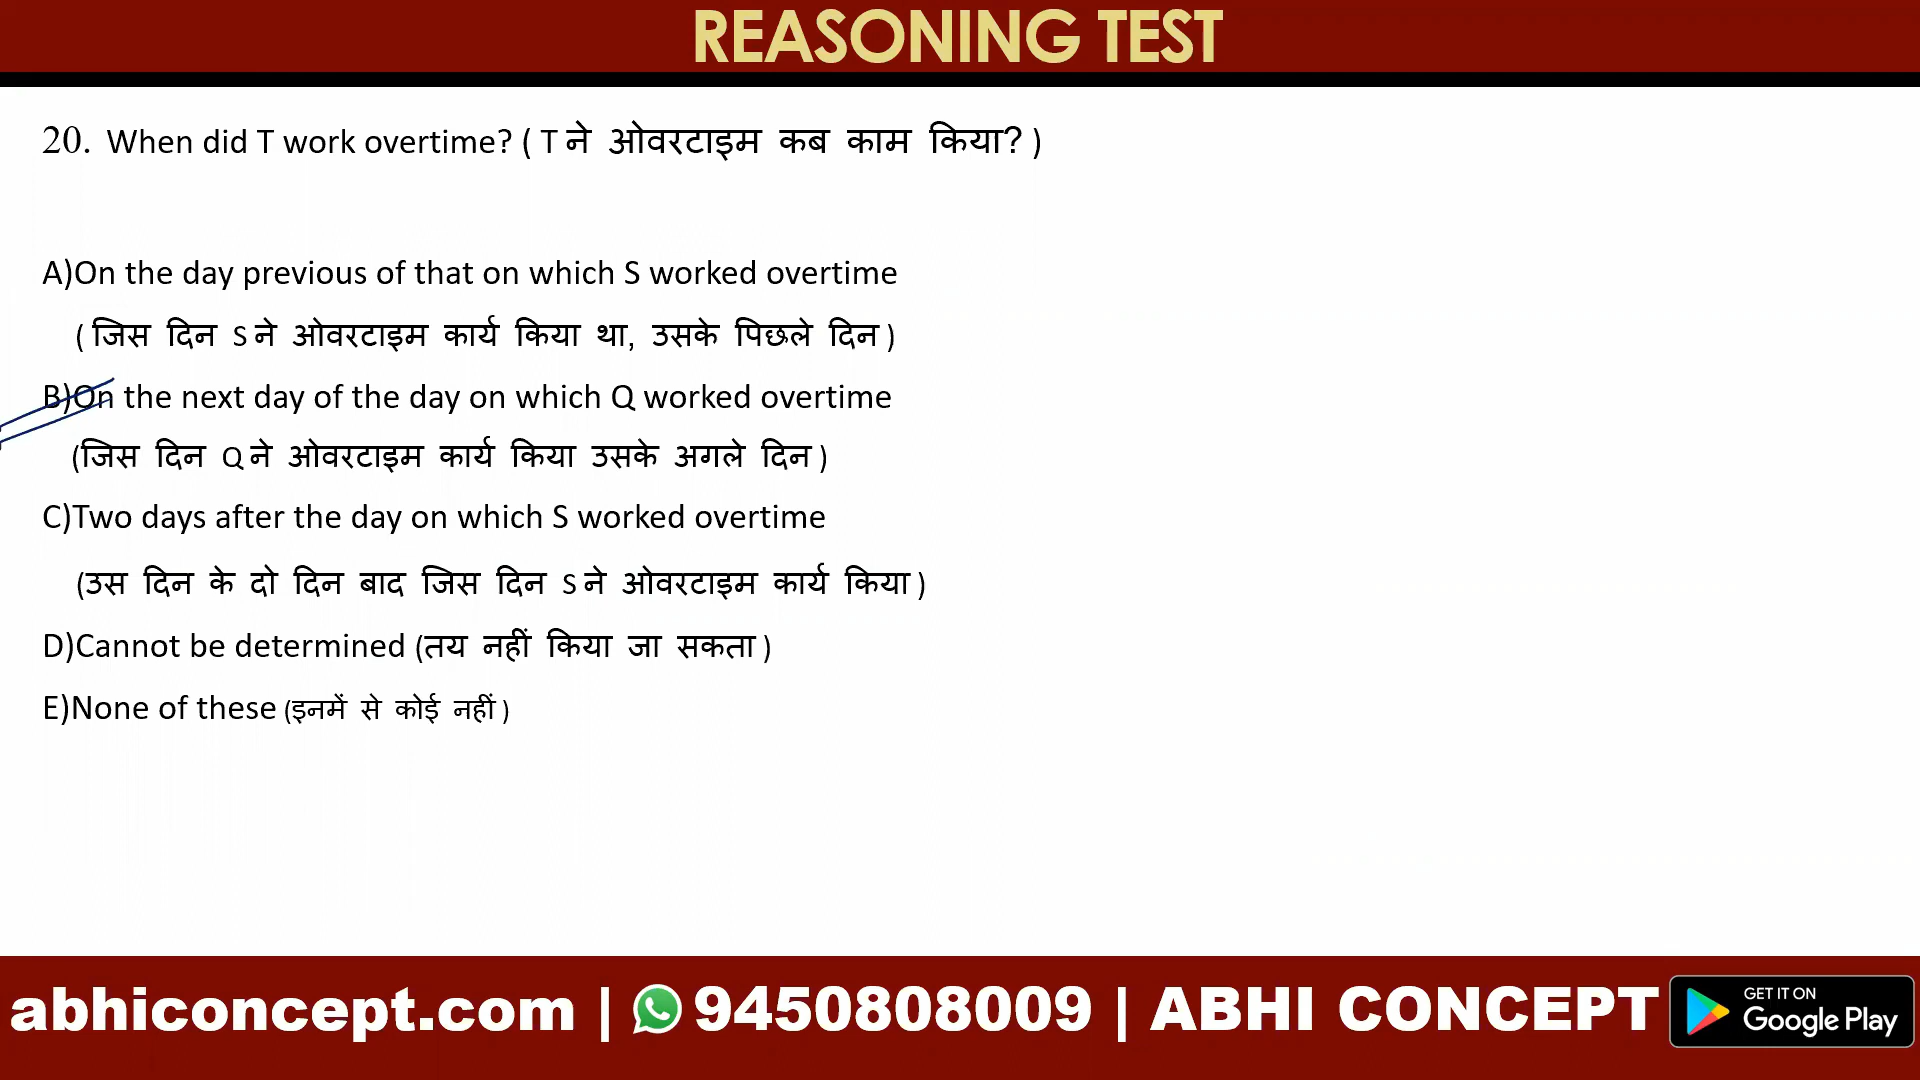 REASONING TEST
20. When did T work overtime? ( T ने ओवरटाइम कब काम किया? )
A)On the day previous of that on which S worked overtime
( जिस दिन S ने ओवरटाइम कार्य किया था, उसके पिछले दिन )
B)On the next day of the day on which Q worked overtime
(जिस दिन Q ने ओवरटाइम कार्य किया उसके अगले दिन )
C)Two days after the day on which S worked overtime
(उस दिन के दो दिन बाद जिस दिन S ने ओवरटाइम कार्य किया )
D)Cannot be determined (तय नहीं किया जा सकता )
E)None of these (इनमें से कोई नहीं )
abhiconcept.com | 9450808009 | ABHI CONCEPT
GET IT ON
Google Play